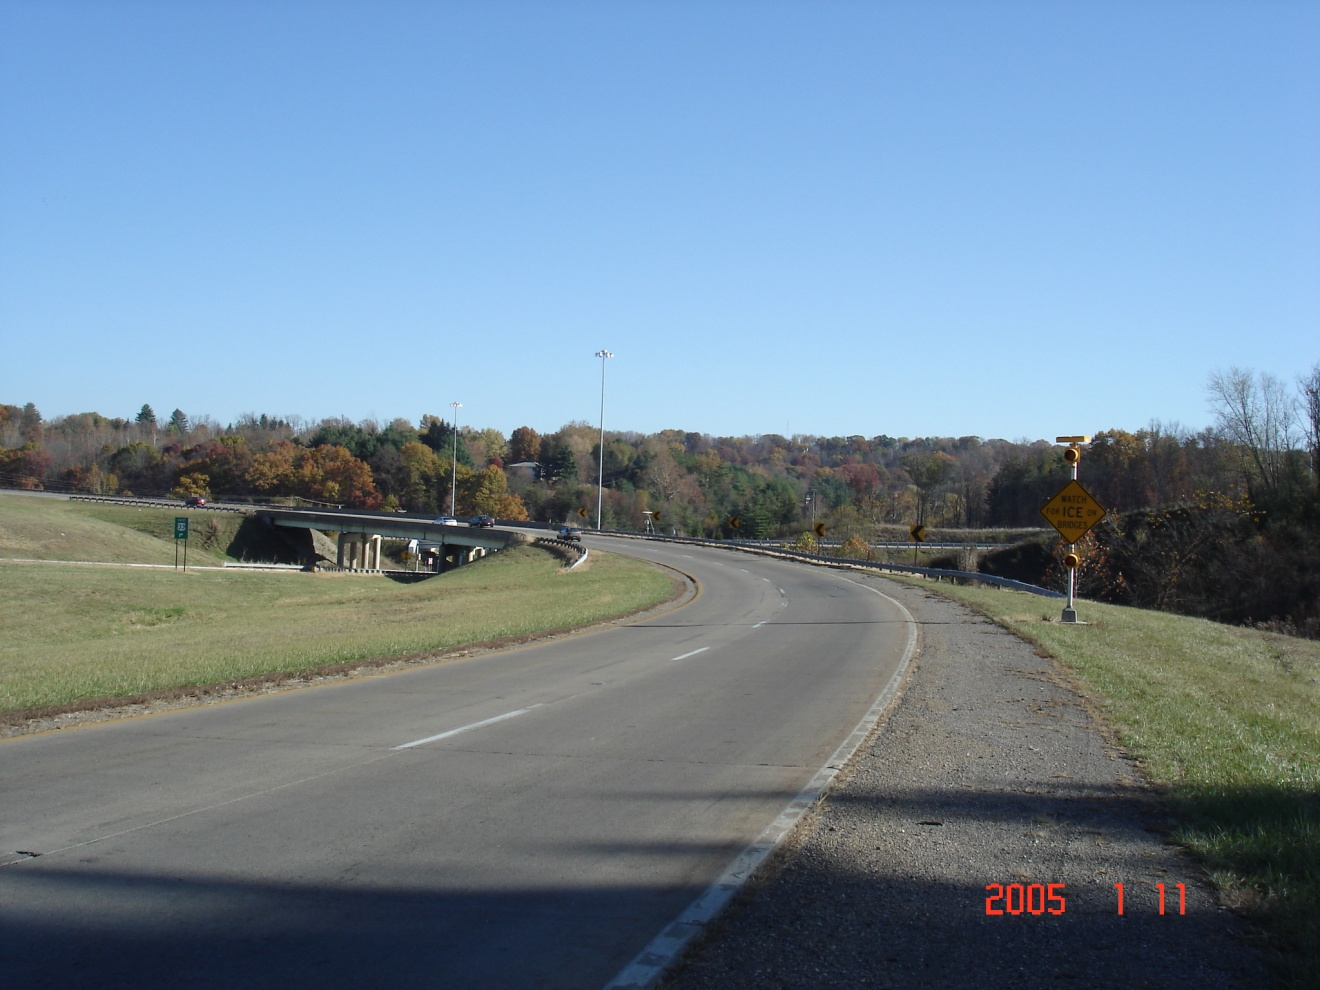 WATCH
FOR ICE ON
BRIDGES
2005 1 11